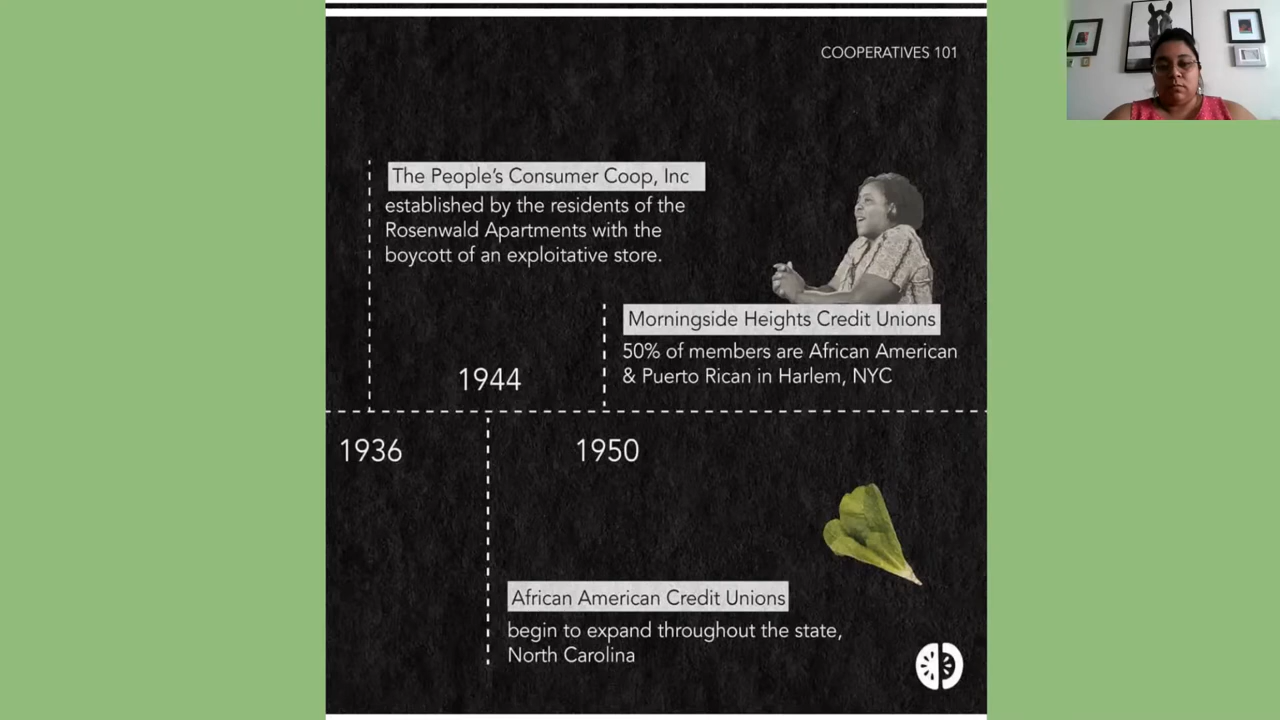 COOPERATIVES 101
The People's Consumer Coop, Inc
established by the residents of the
Rosenwald Apartments with the
boycott of an exploitative store.
Morningside Heights Credit Unions
50% of members are African American
& Puerto Rican in Harlem, NYC
1944
1936
1950
African American Credit Unions
begin to expand throughout the state,
North Carolina